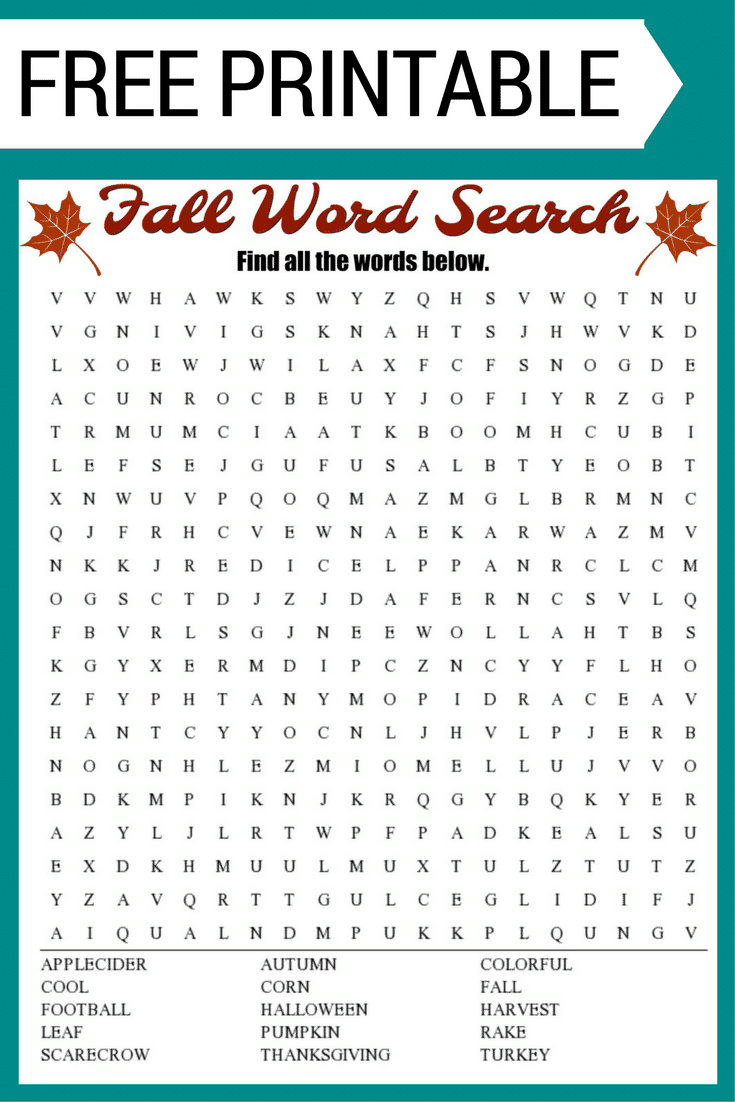 FREE PRINTABLE
Fall Word Search
Find all the words below.
V V W H A W K S W Y Z Q H S V W Q T N U
V G N I V I G S K N A H T S J H W V K D
L X O E W J W I L A X F C F S N O G D E
A C U N R O C B E U Y J O F I Y R Z G P
T R M U M C I A A T K B O O M H C U B I
L E F S E J G U F U S A L B T Y E O B T
X N W U V P Q O Q M A Z M G L B R M N C
Q J F R H C V E W N A E K A R W A Z M V
N K K J R E D I C E L P P A N R C L C M
O G S C T D J Z J D A F E R N C S V L Q
F B V R L S G J N E E W O L L A H T B S
K G Y X E R M D I P C Z N C Y Y F L H O
Z F Y P H T A N Y M O P I D R A C E A V
H A N T C Y Y O C N L J H V L P J E R B
N O G N H L E Z M I O M E L L U J V V O
B D K M P I K N J K R Q G Y B Q K Y E R
A Z Y L J L R T W P F P A D K E A L S U
E X D K H M U U L M U X T U L Z T U T Z
Y Z A V Q R T T G U L C E G L I D I F J
A I Q U A L N D M P U K K P L Q U N G V
APPLECIDER AUTUMN COLORFUL
COOL CORN FALL
FOOTBALL HALLOWEEN HARVEST
LEAF PUMPKIN RAKE
SCARECROW THANKSGIVING TURKEY